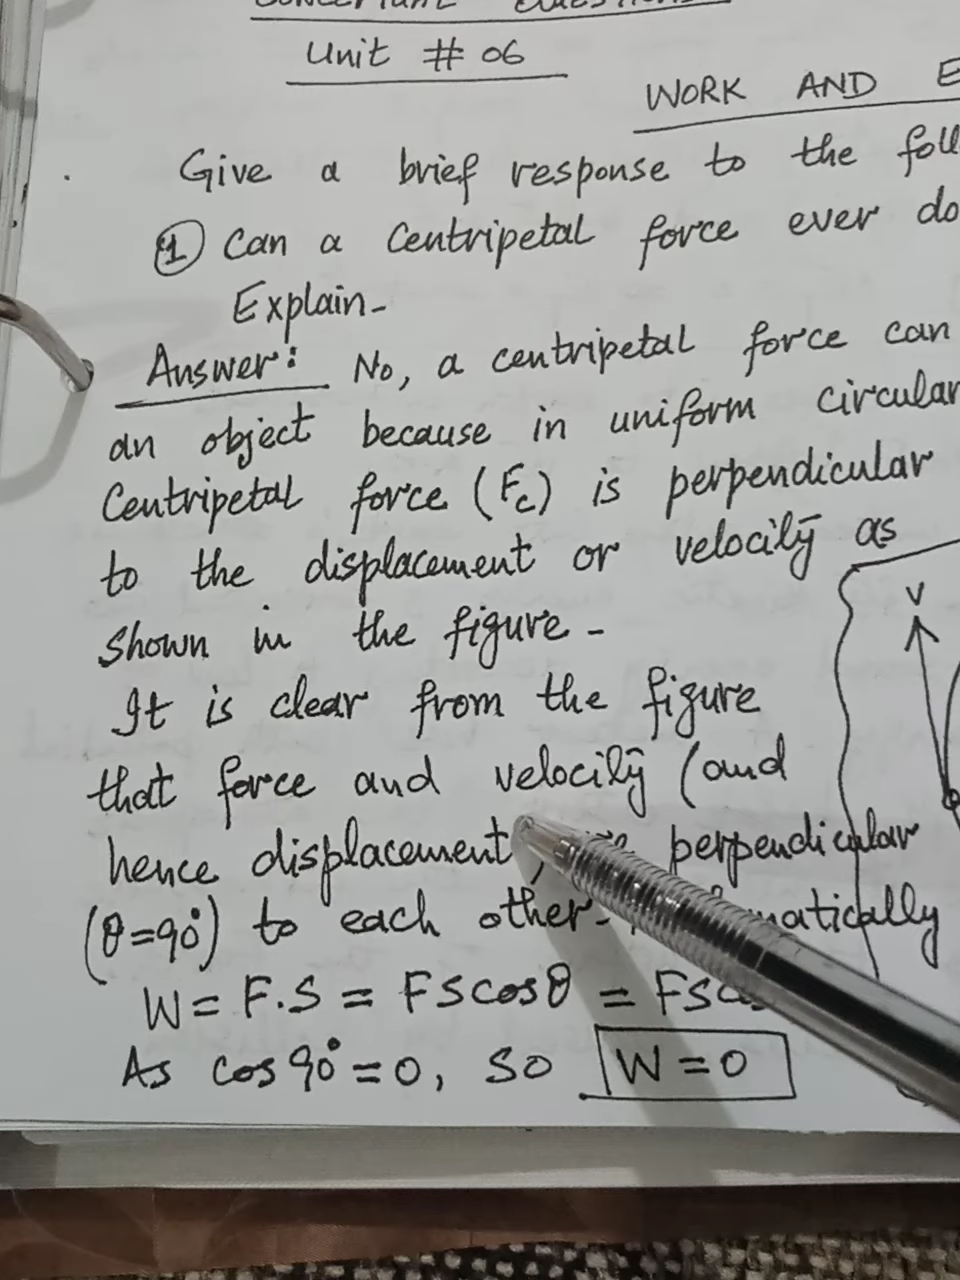 Unit # 06
WORK AND
Give a brief response to the
① Can a Centripetal force ever do
Explain-
Answer: No, a centripetal force can
an object because in uniform circular
Centripetal force (Fc) is perpendicular
to the displacement or velocity as
shown in the figure-
V
It is clear from the figure
that force and velocity (and
hence displacement) perpendicular
(θ=90°) to each other-
W= F.S = FScosθ = FS
As cos90°=0, so W=0